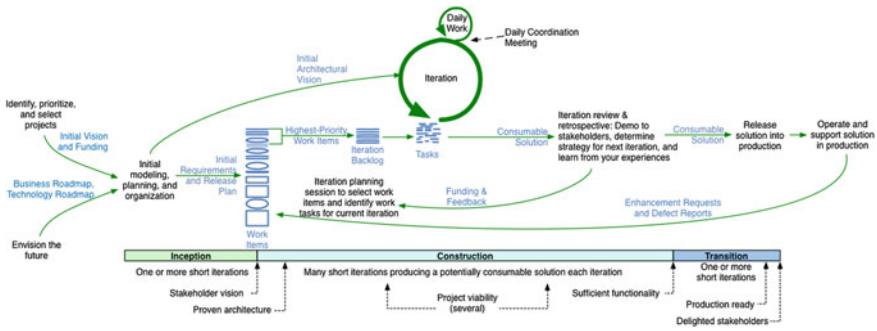 Daily
Work
Daily Coordination
Meeting
Initial
Architectural
Vision
Iteration
Identify, prioritize,
and select
projects
Initial Vision
and Funding
Business Roadmap,
Technology Roadmap
Envision the
future
Initial
modeling,
planning, and
organization
Initial
Requirements
and Release
Plan
Highest-Priority
Work Items
Iteration
Backlog
Tasks
Work
Items
Iteration planning
session to select work
items and identify work
tasks for current iteration
Consumable
Solution
Iteration review &
retrospective: Demo to
stakeholders, determine
strategy for next iteration, and
learn from your experiences
Funding &
Feedback
Consumable
Solution
Release
solution into
production
Operate and
support solution
in production
Enhancement Requests
and Defect Reports
Inception
Construction
Transition
One or more short iterations
Many short iterations producing a potentially consumable solution each iteration
One or more
short iterations
Stakeholder vision
Proven architecture
Project viability
(several)
Sufficient functionality
Production ready
Delighted stakeholders